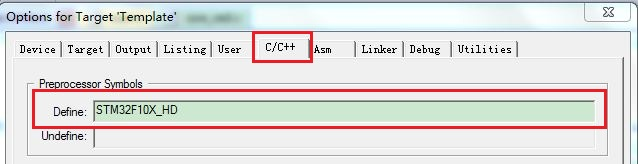 Options for Target 'Template'
Device Target Output Listing User C/C++ Asm Linker Debug Utilities
Preprocessor Symbols
Define: STM32F10X_HD
Undefine: